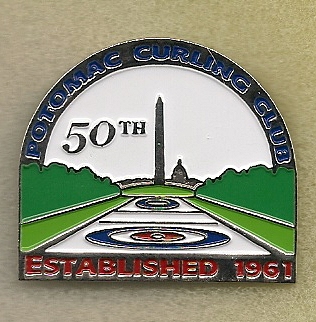 POTOMAC CURLING CLUB
50TH
ESTABLISHED 1961